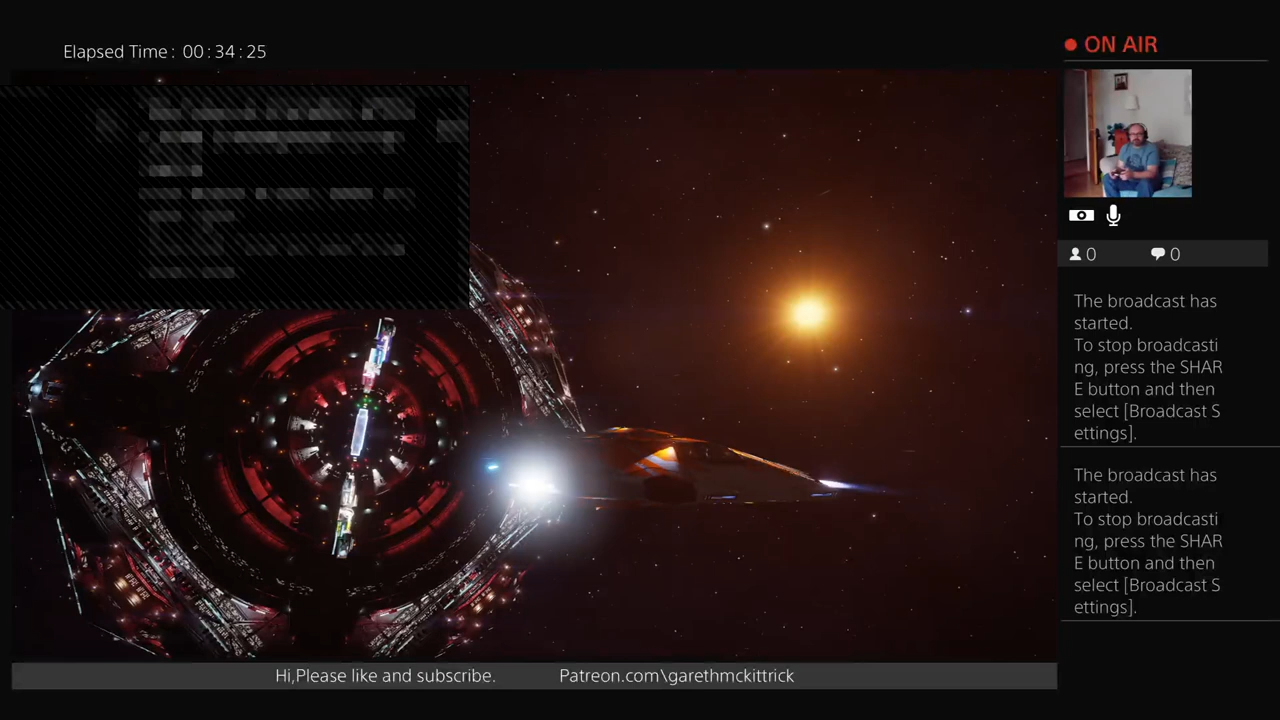 Elapsed Time: 00:34:25
ON AIR
0
0
The broadcast has
started.
To stop broadcasti
ng, press the SHAR
E button and then
select [Broadcast S
ettings].
The broadcast has
started.
To stop broadcasti
ng, press the SHAR
E button and then
select [Broadcast S
ettings].
Hi,Please like and subscribe. Patreon.com\garethmckittrick